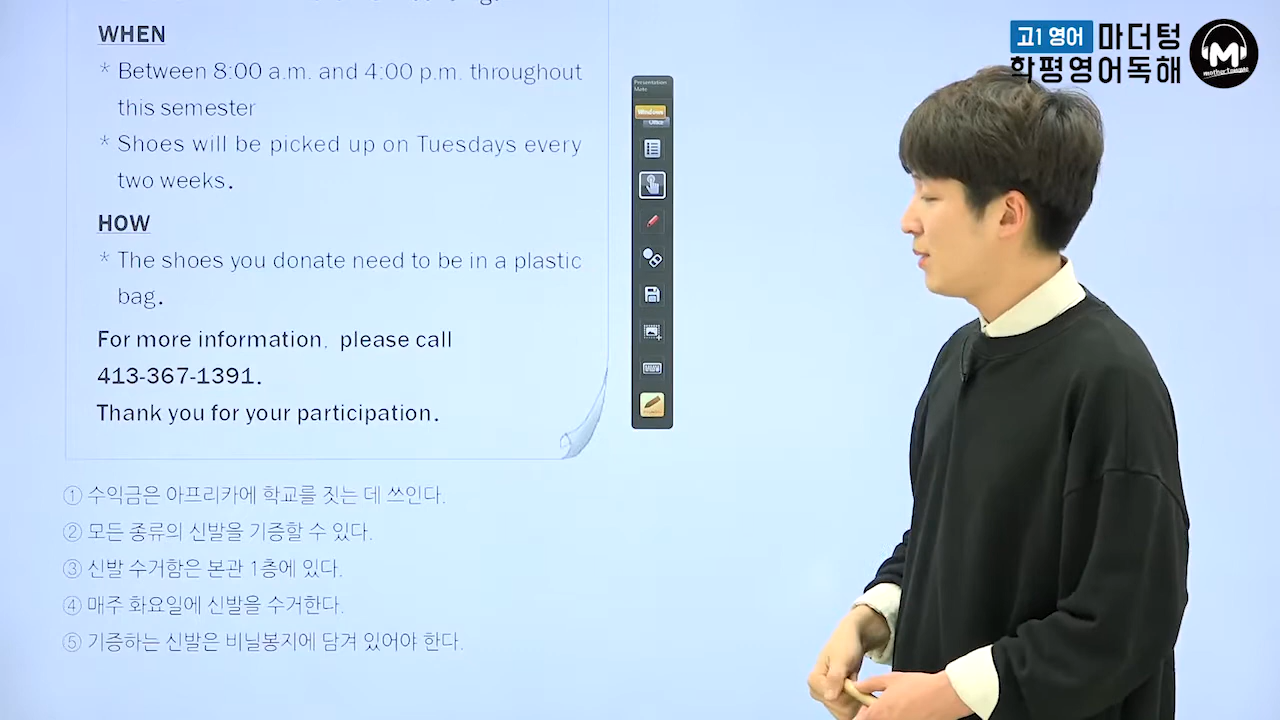 WHEN
* Between 8:00 a.m. and 4:00 p.m. throughout
this semester
* Shoes will be picked up on Tuesdays every
two weeks.
HOW
* The shoes you donate need to be in a plastic
bag.
For more information, please call
413-367-1391.
Thank you for your participation.
① 수익금은 아프리카에 학교를 짓는 데 쓰인다.
② 모든 종류의 신발을 기증할 수 있다.
③ 신발 수거함은 본관 1층에 있다.
④ 매주 화요일에 신발을 수거한다.
⑤ 기증하는 신발은 비닐봉지에 담겨 있어야 한다.
Presentation
Mate
Windows
Office
고1 영어 마더텅
학평영어독해
M
mothertongue